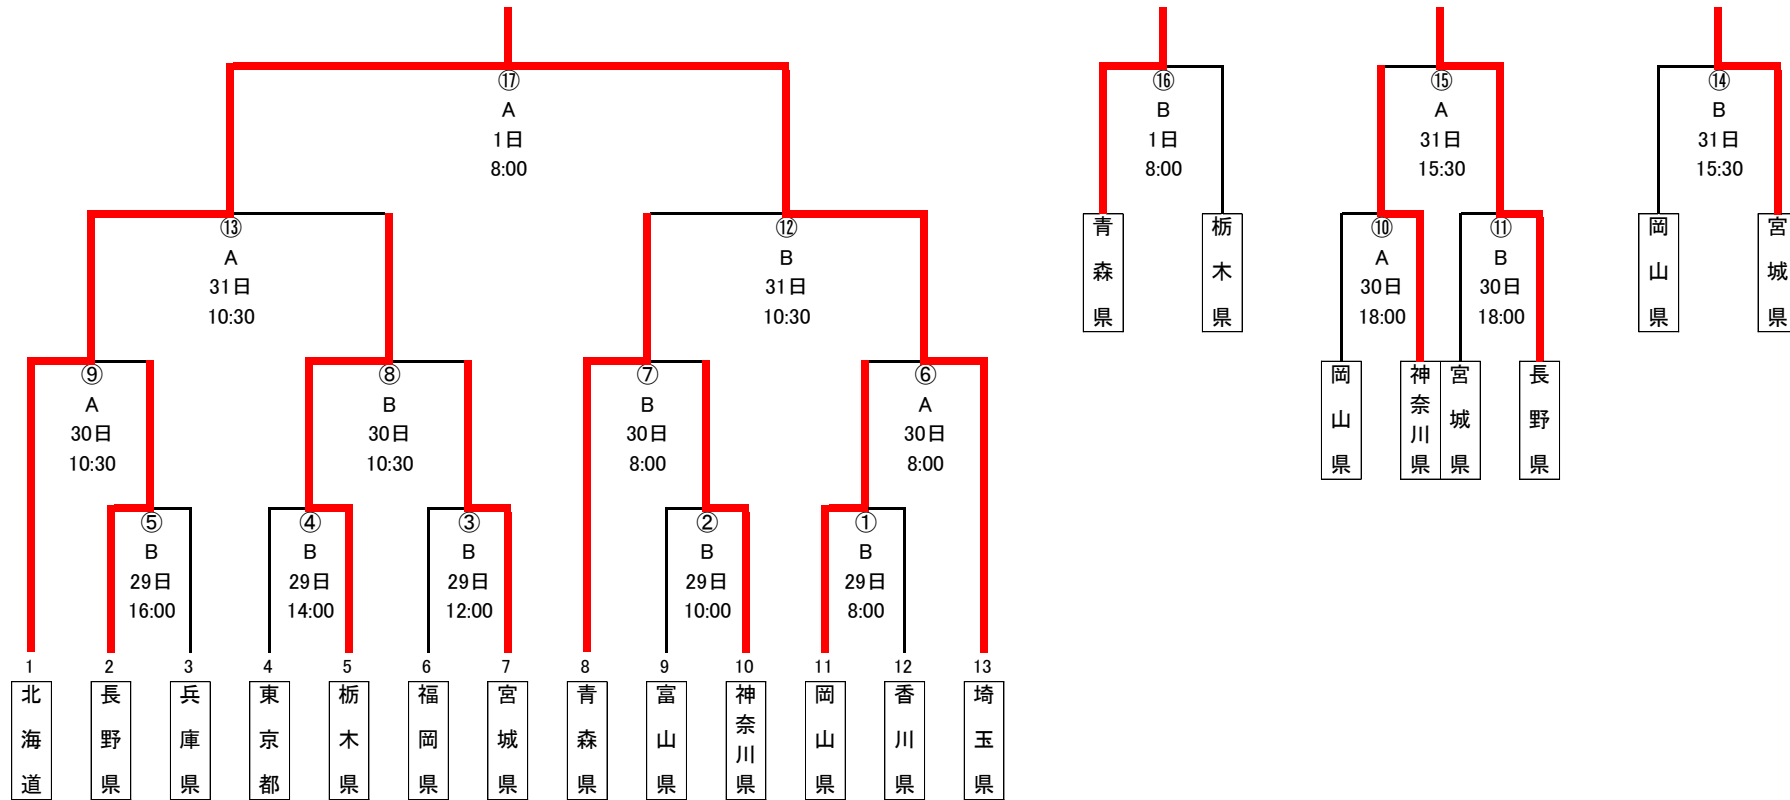 ⑰
A
1日
8:00
⑯
B
1日
8:00
⑮
A
31日
15:30
⑭
B
31日
15:30
⑬
A
31日
10:30
⑫
B
31日
10:30
青森県
栃木県
⑩
A
30日
18:00
⑪
B
30日
18:00
岡山県
宮城県
⑨
A
30日
10:30
⑧
B
30日
10:30
⑦
B
30日
8:00
⑥
A
30日
8:00
岡山県
神奈川県
宮城県
長野県
⑤
B
29日
16:00
④
B
29日
14:00
③
B
29日
12:00
②
B
29日
10:00
①
B
29日
8:00
1 2 3 4 5 6 7 8 9 10 11 12 13
北海道
長野県
兵庫県
東京都
栃木県
福岡県
宮城県
青森県
富山県
神奈川県
岡山県
香川県
埼玉県